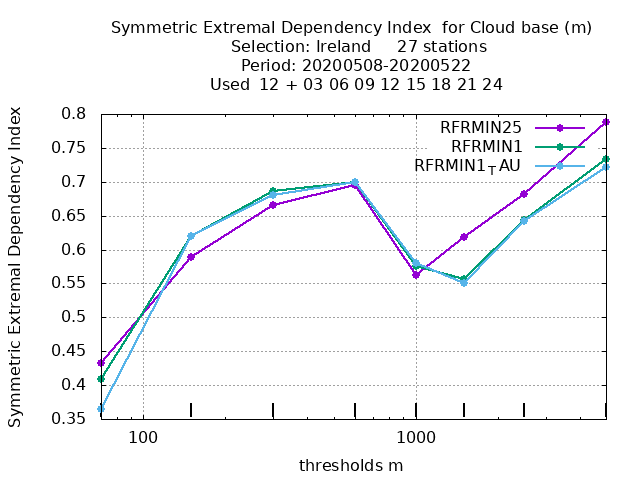 Symmetric Extremal Dependency Index  for Cloud base (m)
Selection: Ireland     27 stations
Period: 20200508-20200522
Used  12 + 03 06 09 12 15 18 21 24
Symmetric Extremal Dependency Index
0.8
0.75
0.7
0.65
0.6
0.55
0.5
0.45
0.4
0.35
RFRMIN25
RFRMIN1
RFRMIN1TAU
100
1000
thresholds m